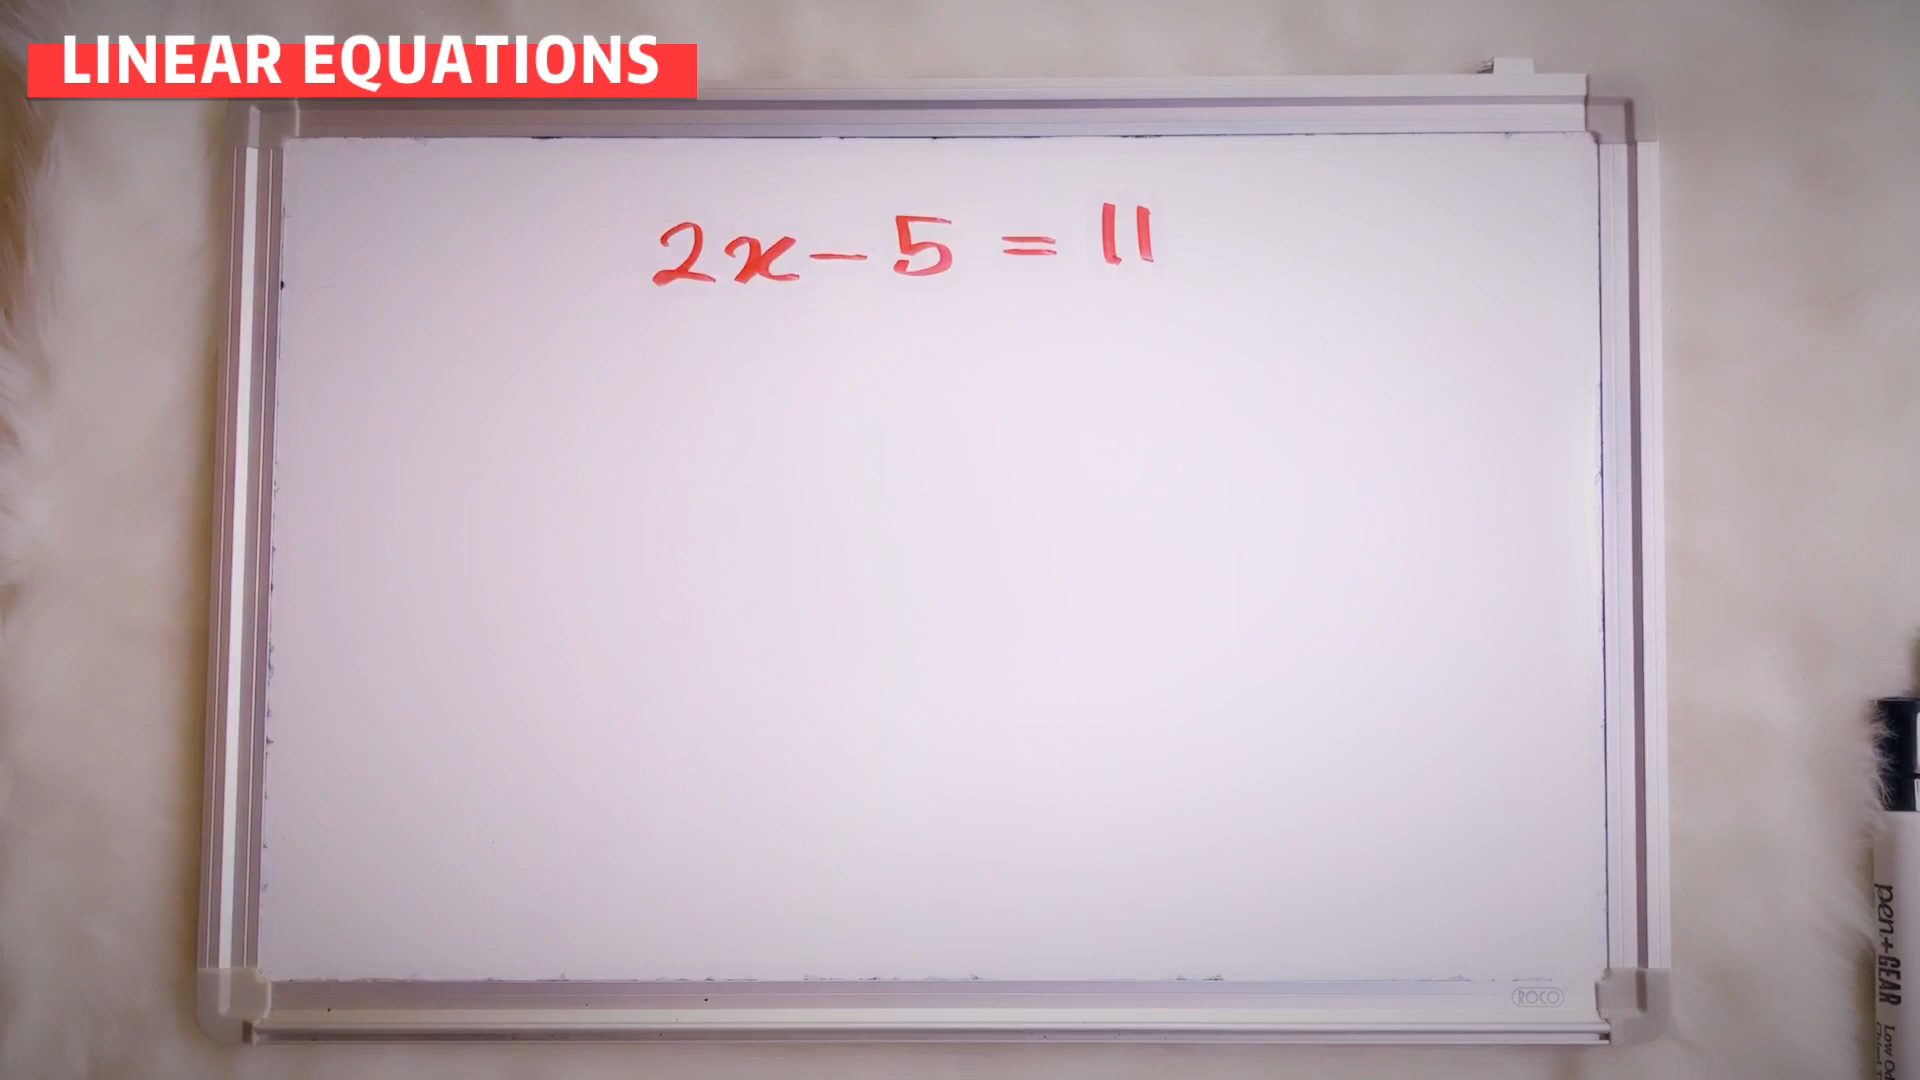 LINEAR EQUATIONS
2x - 5 = 11
ROCO
pen+GEAR